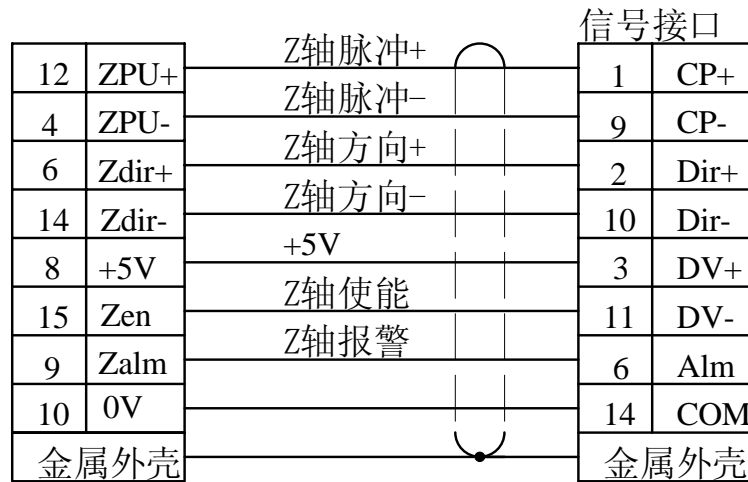 信号接口
12 ZPU+ Z轴脉冲+ 1 CP+
4 ZPU- Z轴脉冲- 9 CP-
6 Zdir+ Z轴方向+ 2 Dir+
14 Zdir- Z轴方向- 10 Dir-
8 +5V +5V 3 DV+
15 Zen Z轴使能 11 DV-
9 Zalm Z轴报警 6 Alm
10 0V 14 COM
金属外壳 金属外壳